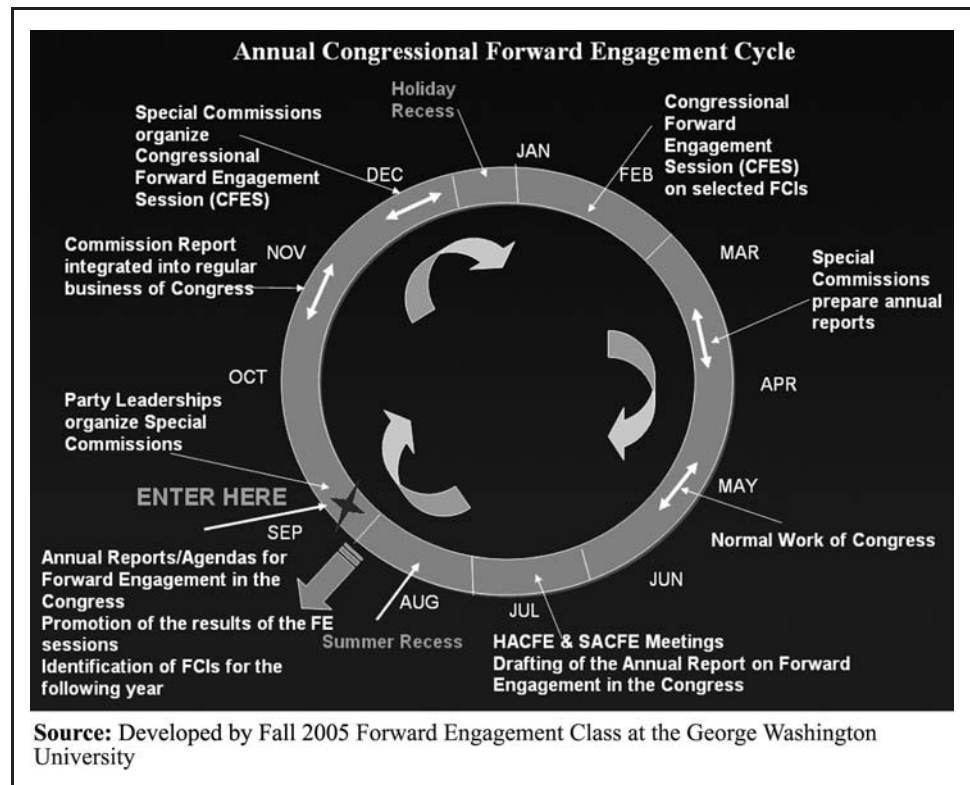 Annual Congressional Forward Engagement Cycle
Holiday
Recess
Special Commissions
organize
Congressional
Forward Engagement
Session (CFES)
Congressional
Forward
Engagement
Session (CFES)
on selected FCIs
JAN
DEC
FEB
NOV
MAR
Commission Report
integrated into regular
business of Congress
Special
Commissions
prepare annual
reports
OCT
APR
Party Leaderships
organize Special
Commissions
ENTER HERE
SEP
MAY
Normal Work of Congress
Annual Reports/Agendas for
Forward Engagement in the
Congress
Promotion of the results of the FE
sessions
Identification of FCIs for the
following year
JUN
AUG
JUL
Summer Recess
HACFE & SACFE Meetings
Drafting of the Annual Report on Forward
Engagement in the Congress
Source: Developed by Fall 2005 Forward Engagement Class at the George Washington
University